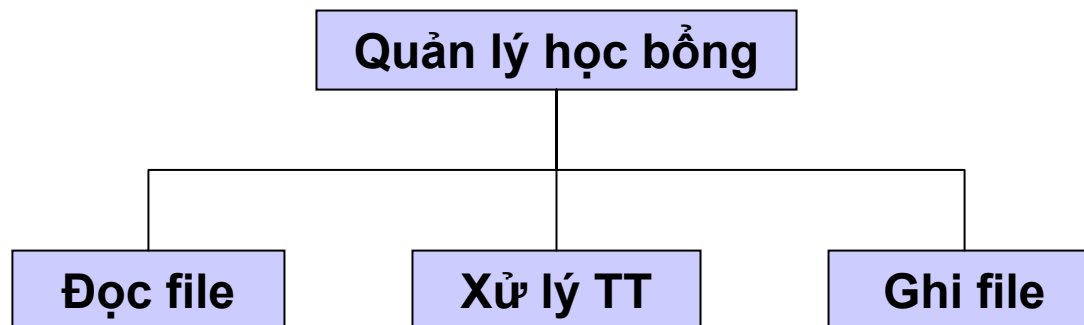 Quản lý học bổng
Đọc file
Xử lý TT
Ghi file